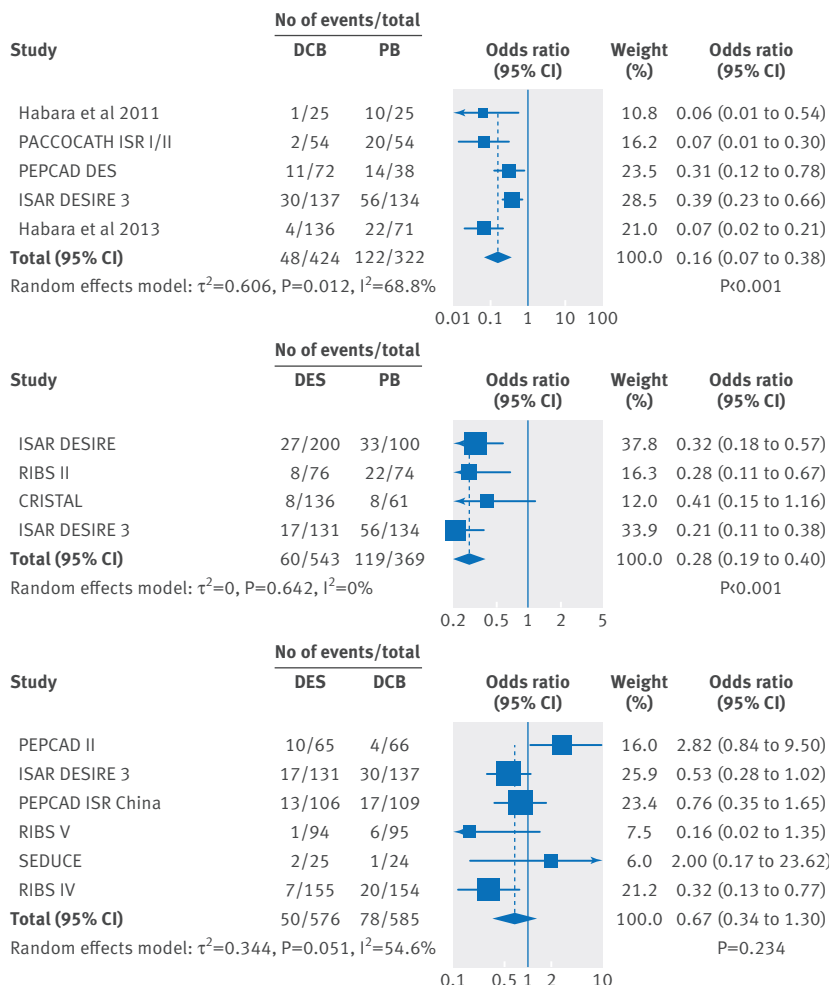 No of events/total
Study DCB PB Odds ratio (95% CI) Weight (%) Odds ratio (95% CI)
Habara et al 2011 1/25 10/25 10.8 0.06 (0.01 to 0.54)
PACCOCATH ISR I/II 2/54 20/54 16.2 0.07 (0.01 to 0.30)
PEPCAD DES 11/72 14/38 23.5 0.31 (0.12 to 0.78)
ISAR DESIRE 3 30/137 56/134 28.5 0.39 (0.23 to 0.66)
Habara et al 2013 4/136 22/71 21.0 0.07 (0.02 to 0.21)
Total (95% CI) 48/424 122/322 100.0 0.16 (0.07 to 0.38)
Random effects model: τ²=0.606, P=0.012, I²=68.8% P<0.001
0.01 0.1 1 10 100
No of events/total
Study DES PB Odds ratio (95% CI) Weight (%) Odds ratio (95% CI)
ISAR DESIRE 27/200 33/100 37.8 0.32 (0.18 to 0.57)
RIBS II 8/76 22/74 16.3 0.28 (0.11 to 0.67)
CRISTAL 8/136 8/61 12.0 0.41 (0.15 to 1.16)
ISAR DESIRE 3 17/131 56/134 33.9 0.21 (0.11 to 0.38)
Total (95% CI) 60/543 119/369 100.0 0.28 (0.19 to 0.40)
Random effects model: τ²=0, P=0.642, I²=0% P<0.001
0.2 0.5 1 2 5
No of events/total
Study DES DCB Odds ratio (95% CI) Weight (%) Odds ratio (95% CI)
PEPCAD II 10/65 4/66 16.0 2.82 (0.84 to 9.50)
ISAR DESIRE 3 17/131 30/137 25.9 0.53 (0.28 to 1.02)
PEPCAD ISR China 13/106 17/109 23.4 0.76 (0.35 to 1.65)
RIBS V 1/94 6/95 7.5 0.16 (0.02 to 1.35)
SEDUCE 2/25 1/24 6.0 2.00 (0.17 to 23.62)
RIBS IV 7/155 20/154 21.2 0.32 (0.13 to 0.77)
Total (95% CI) 50/576 78/585 100.0 0.67 (0.34 to 1.30)
Random effects model: τ²=0.344, P=0.051, I²=54.6% P=0.234
0.1 0.5 1 2 10